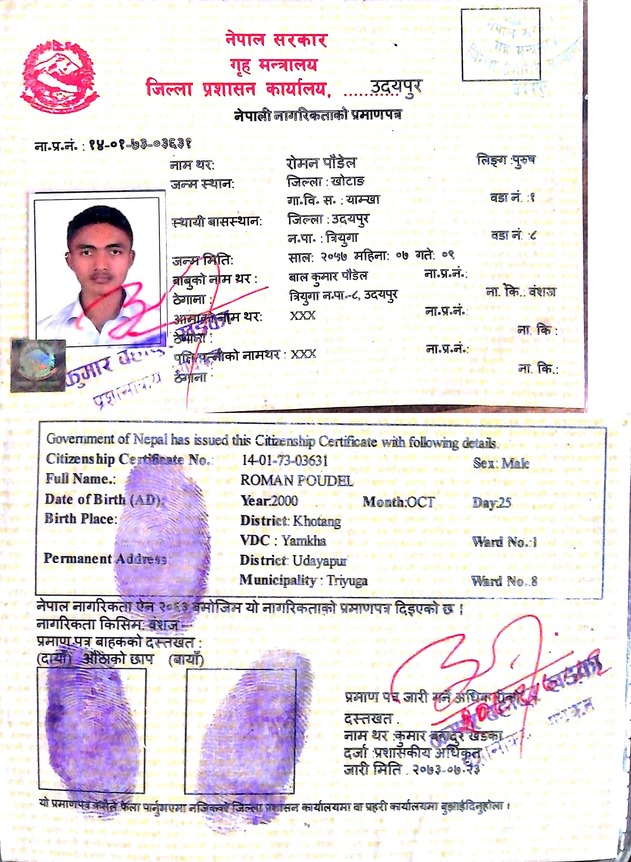 नेपाल सरकार
गृह मन्त्रालय
जिल्ला प्रशासन कार्यालय, ..........उदयपुर
नेपाली नागरिकताको प्रमाणपत्र
ना.प्र.नं. : १४-०१-७३-०३६३१
नाम थर: रोमन पौडेल लिङ्ग :पुरुष
जन्म स्थान: जिल्ला : खोटाङ
गा.वि. स. : याम्खा वडा नं. :१
स्थायी बासस्थान: जिल्ला : उदयपुर
न.पा. : त्रियुगा वडा नं. :८
जन्म मिति: साल: २०५७ महिना: ०७ गते: ०९
बाबुको नाम थर : बाल कुमार पौडेल ना.प्र.नं.:
ठेगाना : त्रियुगा न.पा.-८, उदयपुर ना. कि.: वंशज
आमाको नाम थर: XXX ना.प्र.नं.:
ठेगाना : ना. कि :
पति/पत्नीको नामथर : XXX ना.प्र.नं.:
ठेगाना : ना. कि.:
Government of Nepal has issued this Citizenship Certificate with following details.
Citizenship Certificate No.: 14-01-73-03631 Sex: Male
Full Name.: ROMAN POUDEL
Date of Birth (AD): Year:2000 Month:OCT Day:25
Birth Place: District: Khotang
VDC : Yamkha Ward No.:1
Permanent Address District: Udayapur
Municipality : Triyuga Ward No.:8
नेपाल नागरिकता ऐन २०६३ बमोजिम यो नागरिकताको प्रमाणपत्र दिइएको छ ।
नागरिकता किसिम: वंशज
प्रमाण पत्र बाहकको दस्तखत :
(दायाँ) औंठाको छाप (बायाँ)
प्रमाण पत्र जारी गर्ने अधिकारीको
दस्तखत .
नाम थर :कुमार बहादुर खडका
दर्जा :प्रशासकीय अधिकृत
जारी मिति . २०७३-०७-२३
यो प्रमाणपत्र कसैले फेला पार्नुभएमा नजिकको जिल्ला प्रशासन कार्यालयमा वा प्रहरी कार्यालयमा बुझाईदिनुहोला ।